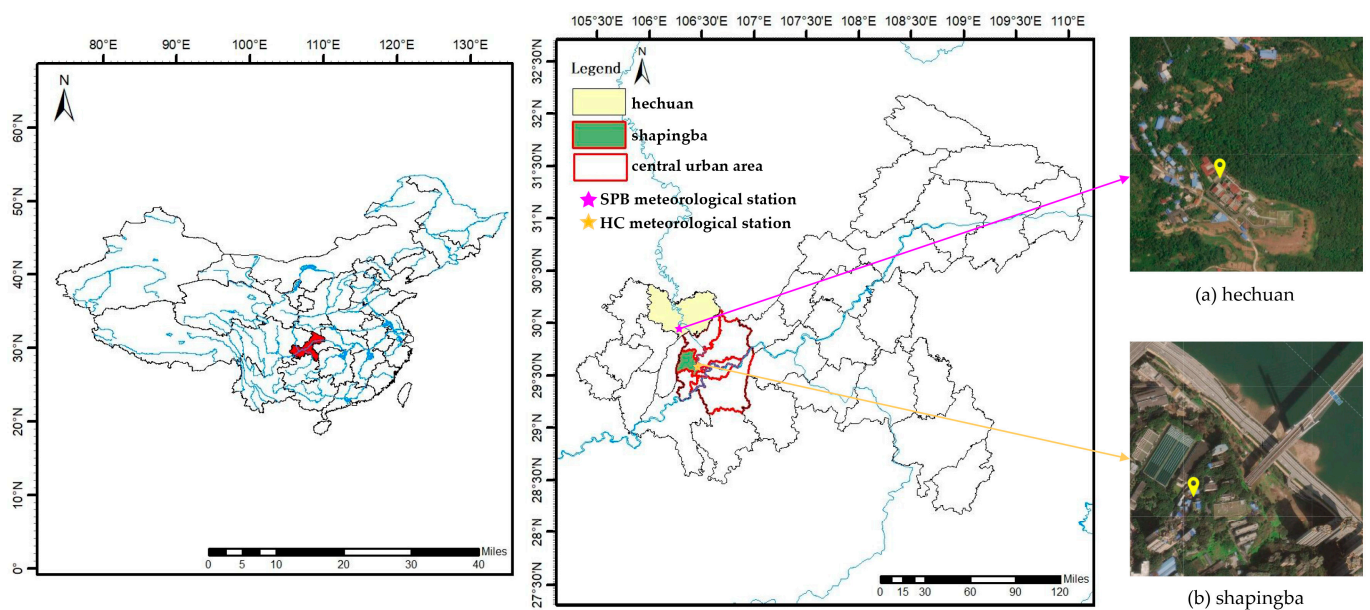 80°E 90°E 100°E 110°E 120°E 130°E
N
60°N
50°N
40°N
30°N
20°N
10°N
0°
0 5 10 20 30 40 Miles
105°30'E 106°E 106°30'E 107°E 107°30'E 108°E 108°30'E 109°E 109°30'E 110°E
32°30'N
32°N
31°30'N
31°N
30°30'N
30°N
29°30'N
29°N
28°30'N
28°N
27°30'N
Legend
N
hechuan
shapingba
central urban area
SPB meteorological station
HC meteorological station
0 15 30 60 90 120 Miles
(a) hechuan
(b) shapingba